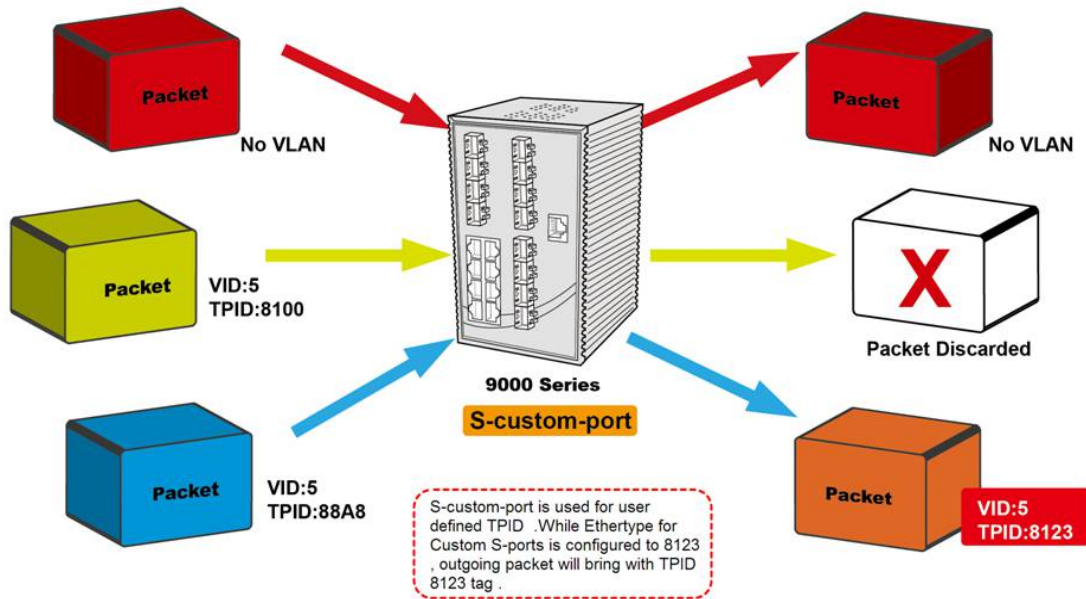 Packet
No VLAN
Packet
No VLAN
Packet
VID:5
TPID:8100
X
Packet Discarded
9000 Series
S-custom-port
Packet
VID:5
TPID:88A8
S-custom-port is used for user
defined TPID .While Ethertype for
Custom S-ports is configured to 8123
, outgoing packet will bring with TPID
8123 tag .
Packet
VID:5
TPID:8123